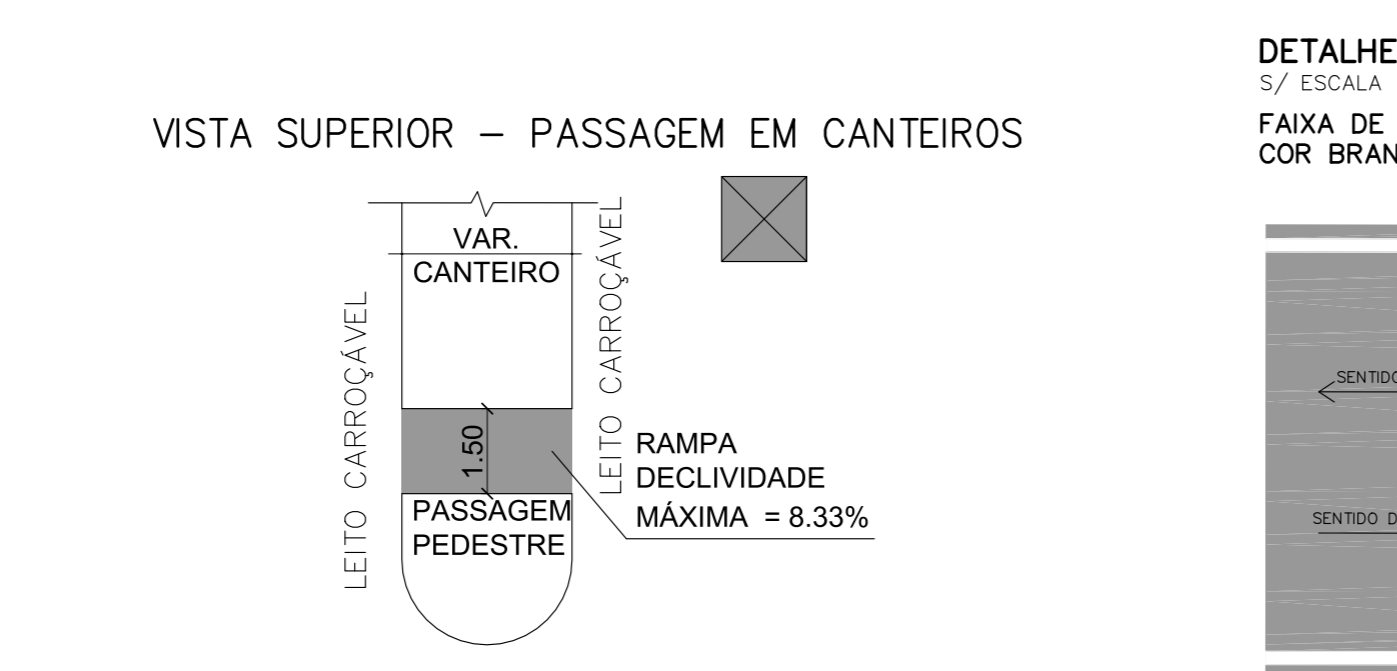 VISTA SUPERIOR – PASSAGEM EM CANTEIROS
VAR.
CANTEIRO
LEITO CARROÇÁVEL
LEITO CARROÇÁVEL
1.50
PASSAGEM
PEDESTRE
RAMPA
DECLIVIDADE
MÁXIMA = 8.33%
DETALHE
S/ ESCALA
FAIXA DE
COR BRAN
SENTIDO
SENTIDO D